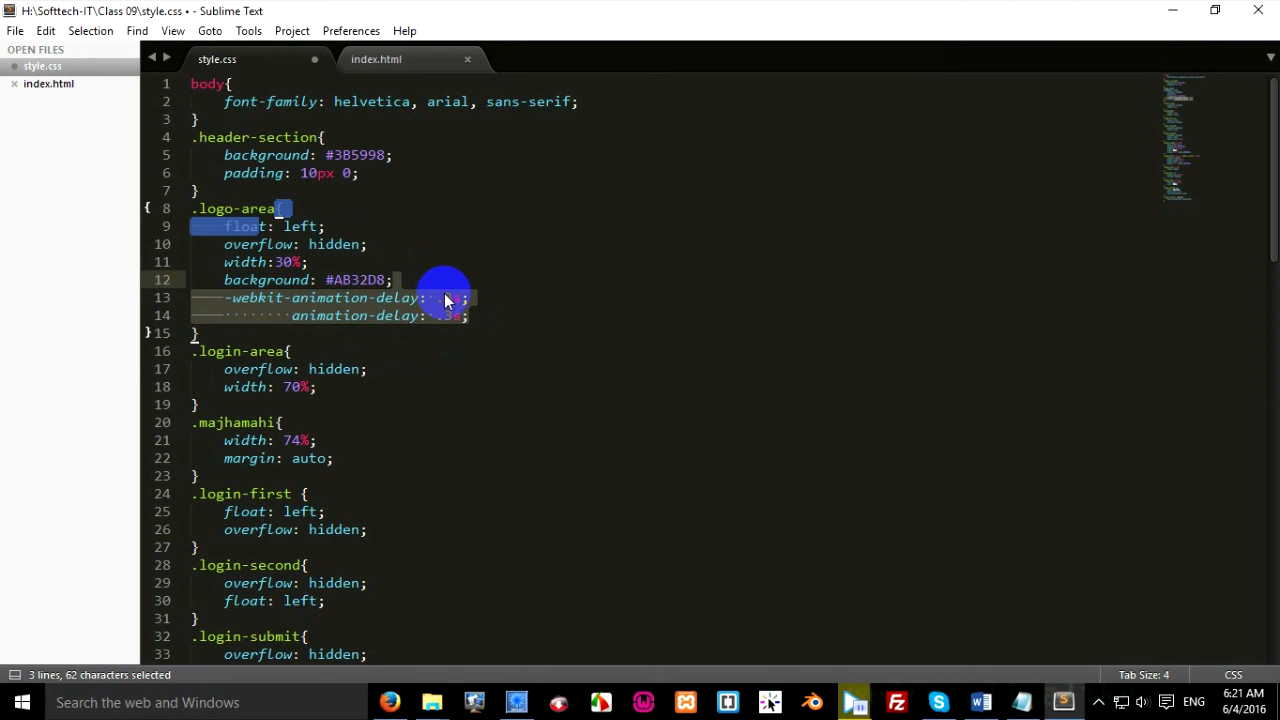 H:\Softtech-IT\Class 09\style.css • - Sublime Text
File Edit Selection Find View Goto Tools Project Preferences Help
OPEN FILES
style.css
index.html
style.css
index.html
1 body{
2 font-family: helvetica, arial, sans-serif;
3 }
4 .header-section{
5 background: #3B5998;
6 padding: 10px 0;
7 }
8 .logo-area{
9 float: left;
10 overflow: hidden;
11 width:30%;
12 background: #AB32D8;
13 -webkit-animation-delay: s;
14 animation-delay: s;
15 }
16 .login-area{
17 overflow: hidden;
18 width: 70%;
19 }
20 .majhamahi{
21 width: 74%;
22 margin: auto;
23 }
24 .login-first {
25 float: left;
26 overflow: hidden;
27 }
28 .login-second{
29 overflow: hidden;
30 float: left;
31 }
32 .login-submit{
33 overflow: hidden;
3 lines, 62 characters selected
Tab Size: 4
CSS
Search the web and Windows
ENG
6:21 AM
6/4/2016